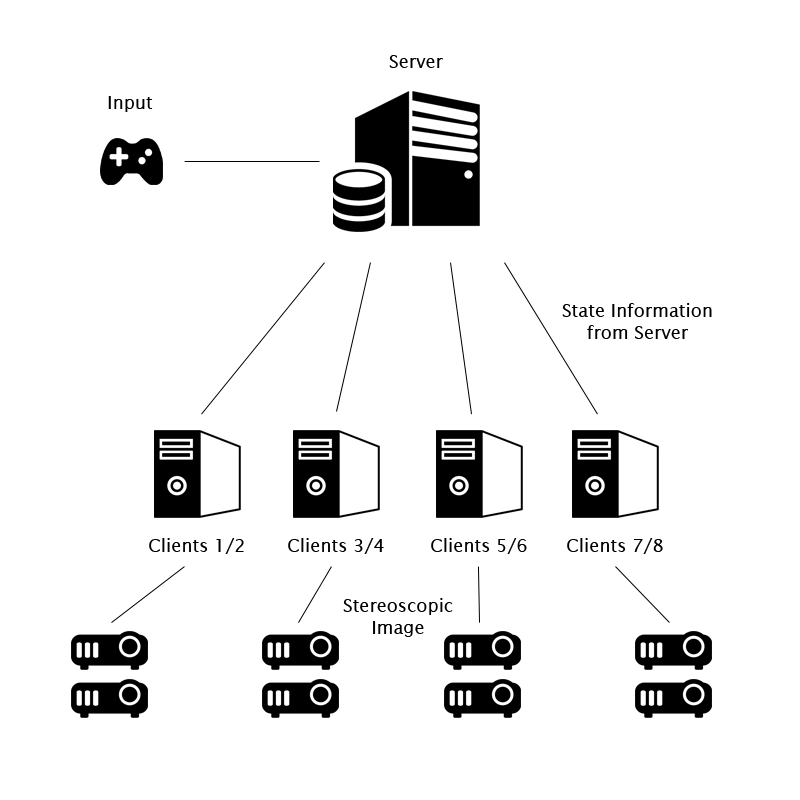 Server
Input
State Information
from Server
Clients 1/2
Clients 3/4
Clients 5/6
Clients 7/8
Stereoscopic
Image